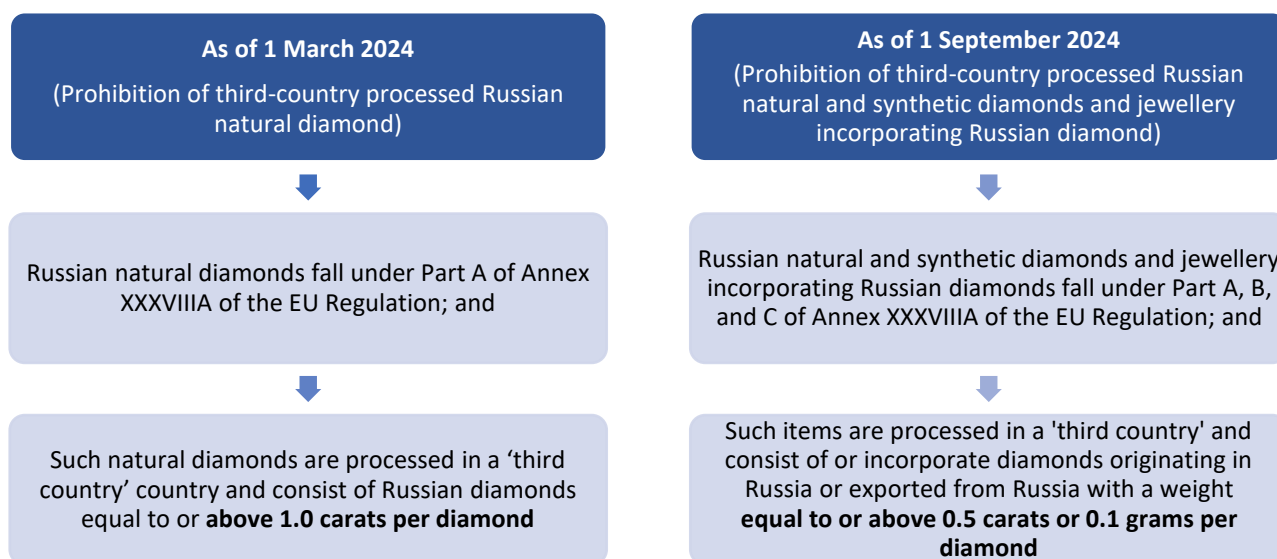 As of 1 March 2024
(Prohibition of third-country processed Russian
natural diamond)
Russian natural diamonds fall under Part A of Annex
XXXVIIIA of the EU Regulation; and
Such natural diamonds are processed in a ‘third
country’ country and consist of Russian diamonds
equal to or above 1.0 carats per diamond
As of 1 September 2024
(Prohibition of third-country processed Russian
natural and synthetic diamonds and jewellery
incorporating Russian diamond)
Russian natural and synthetic diamonds and jewellery
incorporating Russian diamonds fall under Part A, B,
and C of Annex XXXVIIIA of the EU Regulation; and
Such items are processed in a 'third country' and
consist of or incorporate diamonds originating in
Russia or exported from Russia with a weight
equal to or above 0.5 carats or 0.1 grams per
diamond